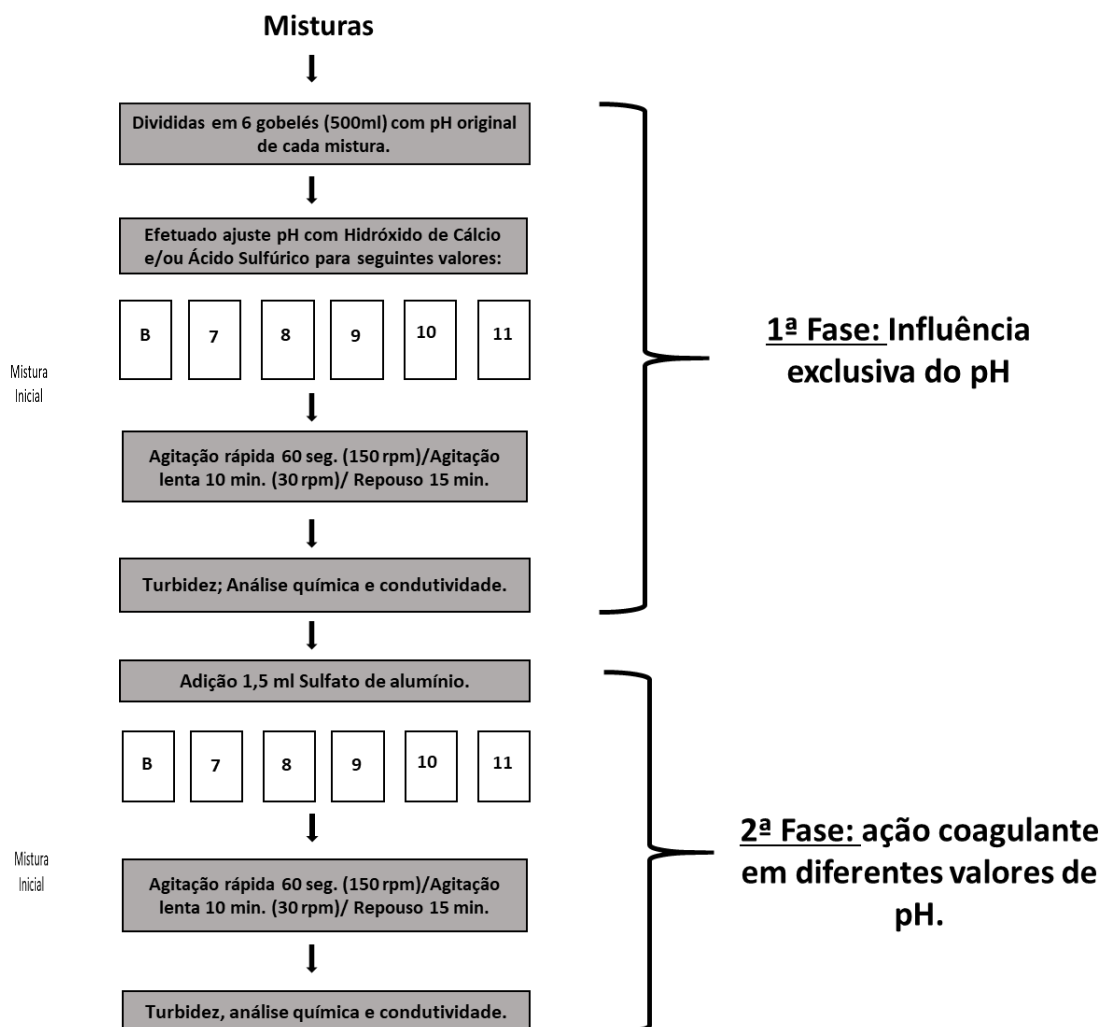 Misturas
Divididas em 6 gobelés (500ml) com pH original
de cada mistura.
Efetuado ajuste pH com Hidróxido de Cálcio
e/ou Ácido Sulfúrico para seguintes valores:
B 7 8 9 10 11
Mistura
Inicial
Agitação rápida 60 seg. (150 rpm)/Agitação
lenta 10 min. (30 rpm)/ Repouso 15 min.
Turbidez; Análise química e condutividade.
1ª Fase: Influência
exclusiva do pH
Adição 1,5 ml Sulfato de alumínio.
B 7 8 9 10 11
Mistura
Inicial
Agitação rápida 60 seg. (150 rpm)/Agitação
lenta 10 min. (30 rpm)/ Repouso 15 min.
Turbidez, análise química e condutividade.
2ª Fase: ação coagulante
em diferentes valores de
pH.